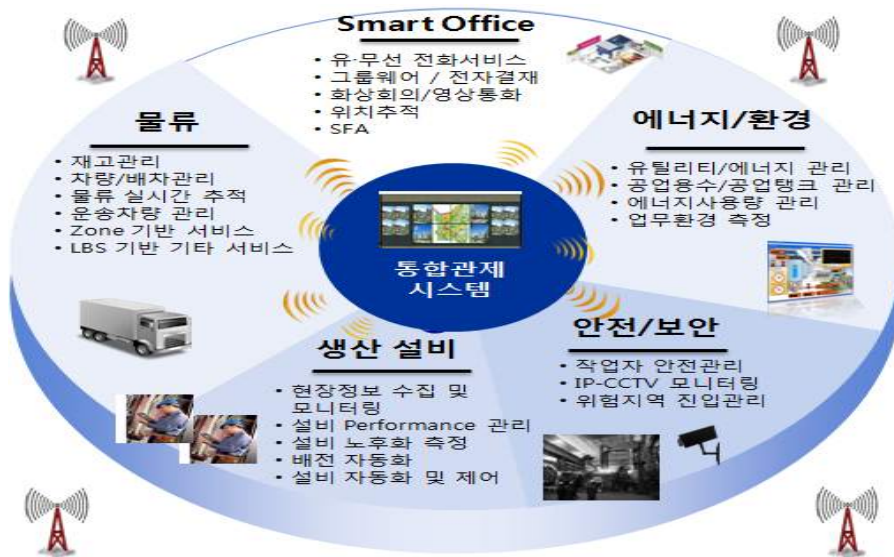 Smart Office
• 유·무선 전화서비스
• 그룹웨어 / 전자결재
• 화상회의/영상통화
• 위치추적
• SFA
물류
• 재고관리
• 차량/배차관리
• 물류 실시간 추적
• 운송차량 관리
• Zone 기반 서비스
• LBS 기반 기타 서비스
에너지/환경
• 유틸리티/에너지 관리
• 공업용수/공업탱크 관리
• 에너지사용량 관리
• 업무환경 측정
통합관제
시스템
생산 설비
• 현장정보 수집 및
모니터링
• 설비 Performance 관리
• 설비 노후화 측정
• 배전 자동화
• 설비 자동화 및 제어
안전/보안
• 작업자 안전관리
• IP-CCTV 모니터링
• 위험지역 진입관리